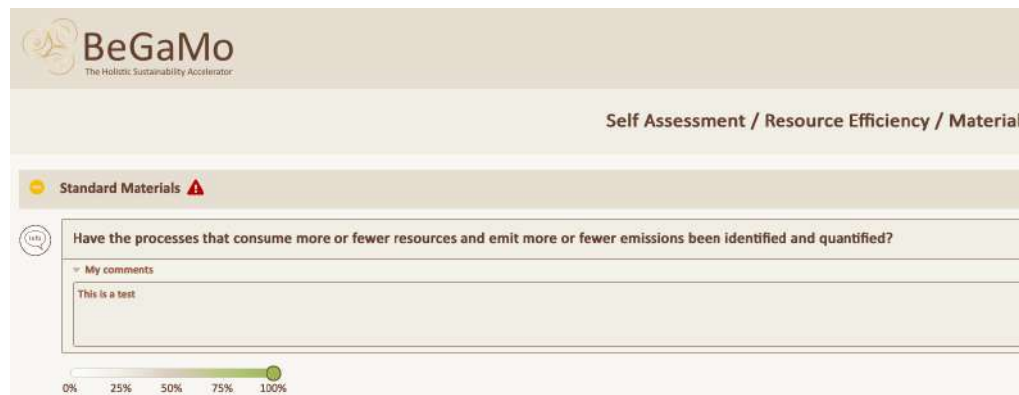 BeGaMo
The Holistic Sustainability Accelerator
Self Assessment / Resource Efficiency / Material
Standard Materials
Info
Have the processes that consume more or fewer resources and emit more or fewer emissions been identified and quantified?
My comments
This is a test
0% 25% 50% 75% 100%